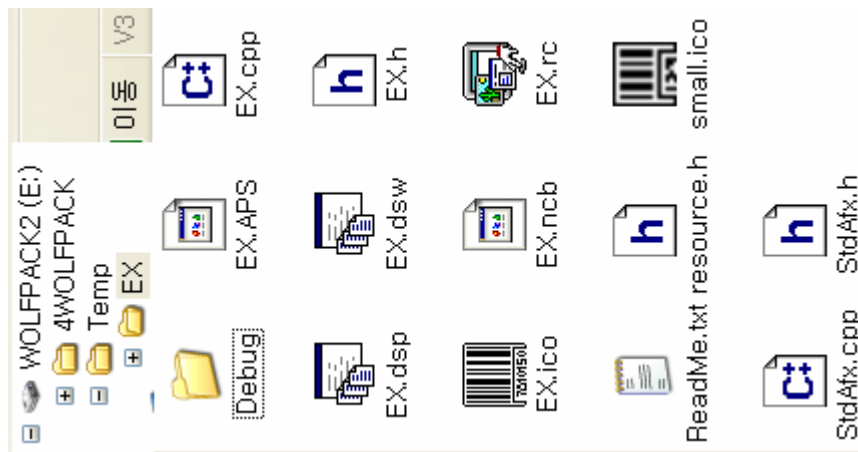 WOLFPACK2 (E:)
4WOLFPACK
Temp
EX 이동 V3
Debug EX.APS EX.cpp
EX.dsp EX.dsw EX.h
EX.ico EX.ncb EX.rc
ReadMe.txt resource.h small.ico
StdAfx.cpp StdAfx.h